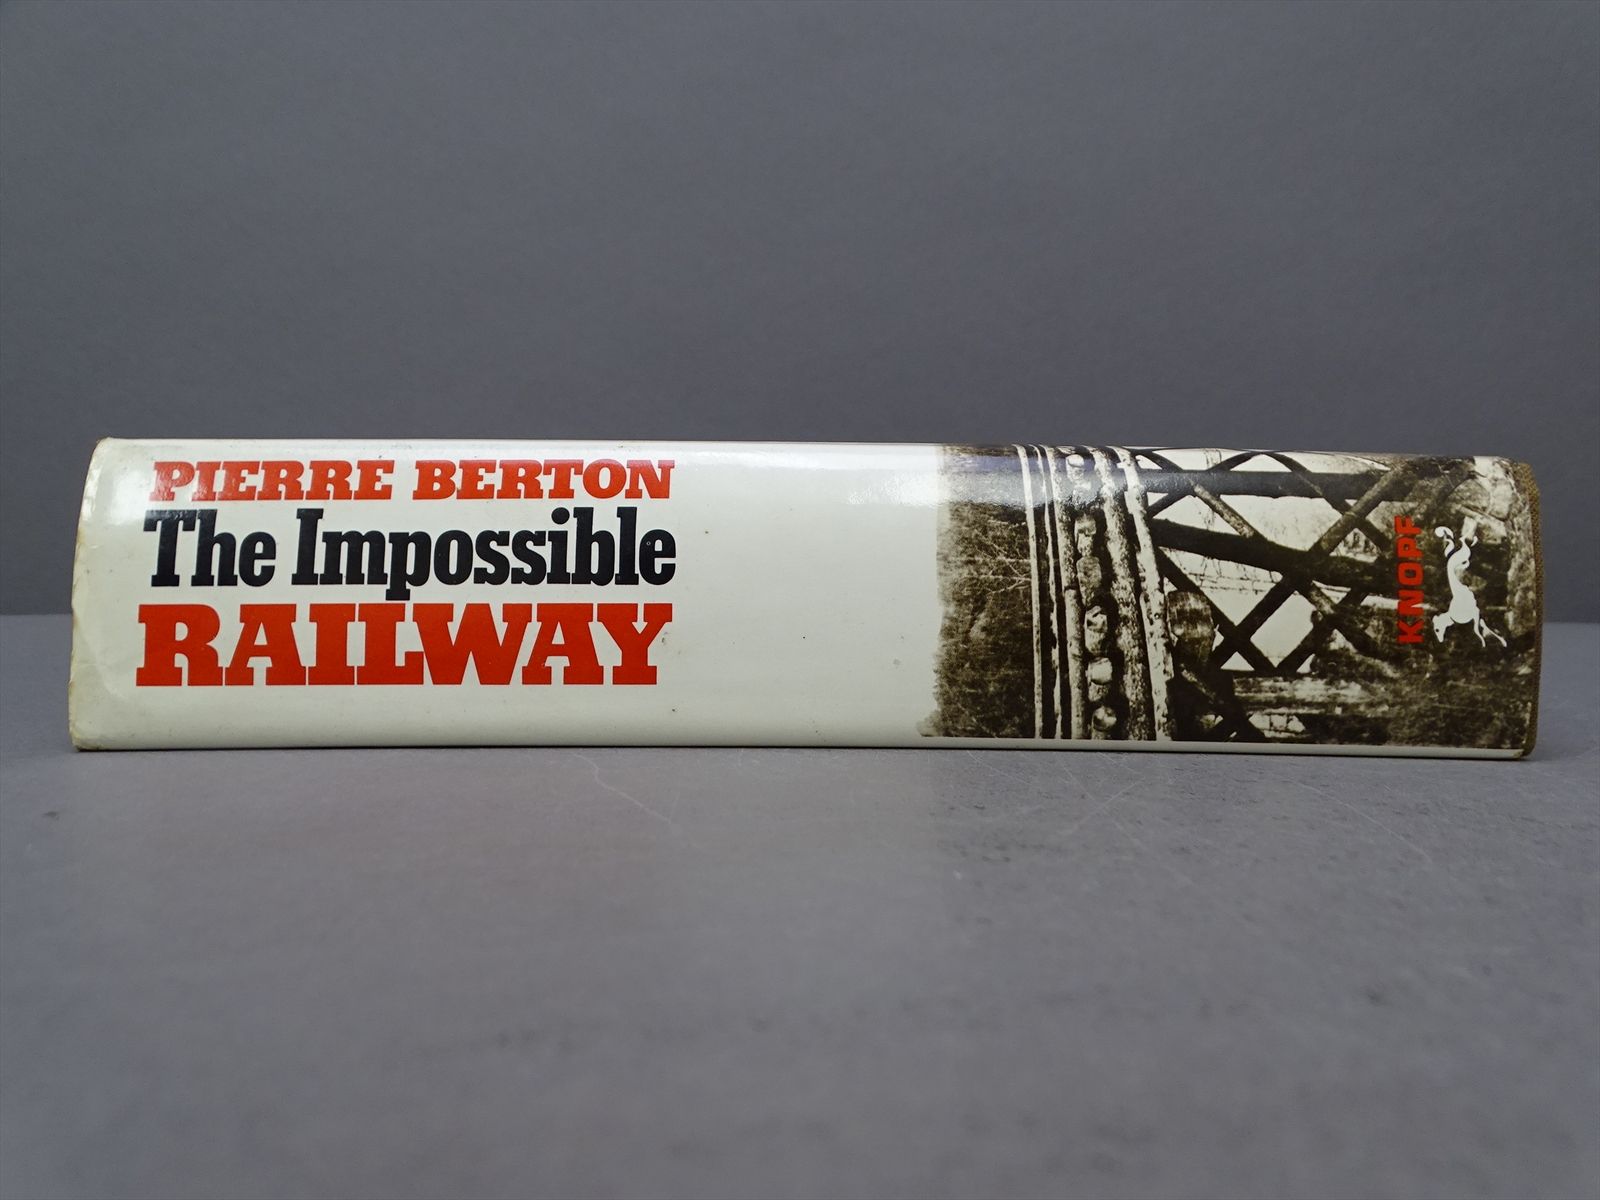 PIERRE BERTON
The Impossible
RAILWAY
KNOPF